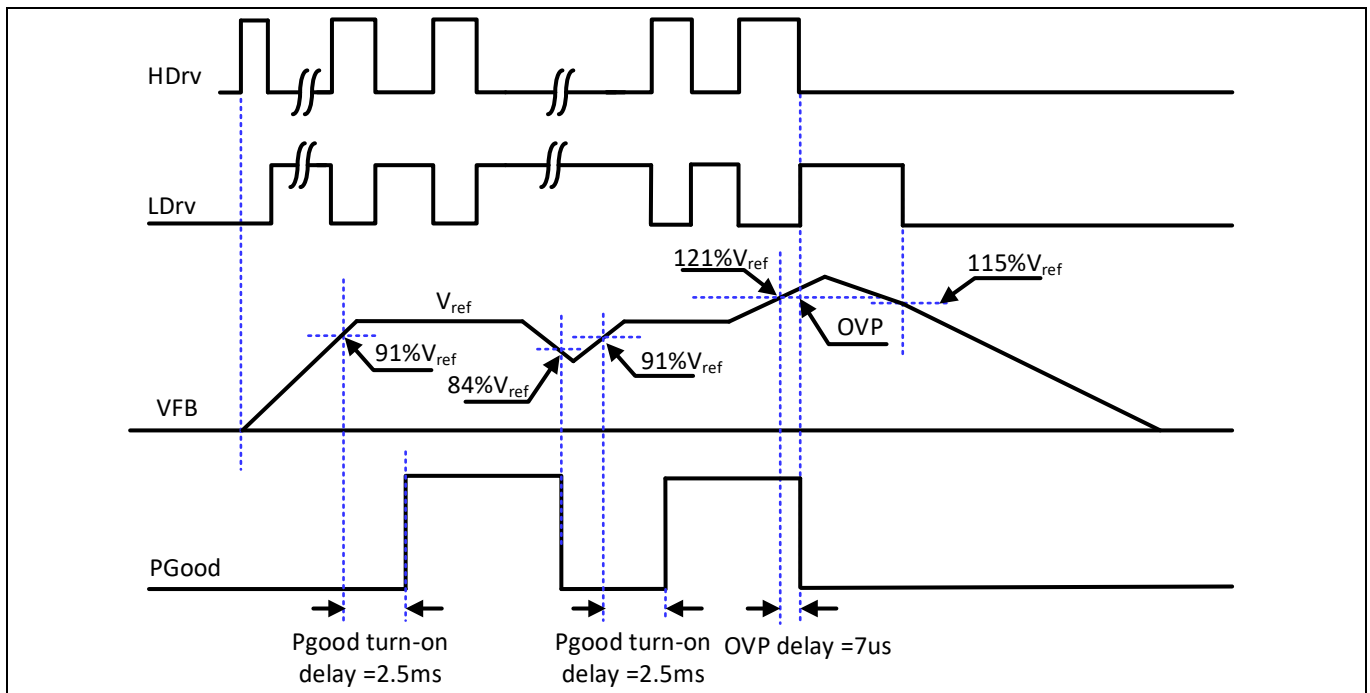 HDrv
LDrv
121%Vref
115%Vref
Vref
OVP
91%Vref
84%Vref
91%Vref
VFB
PGood
Pgood turn-on
delay =2.5ms
Pgood turn-on
delay =2.5ms
OVP delay =7us